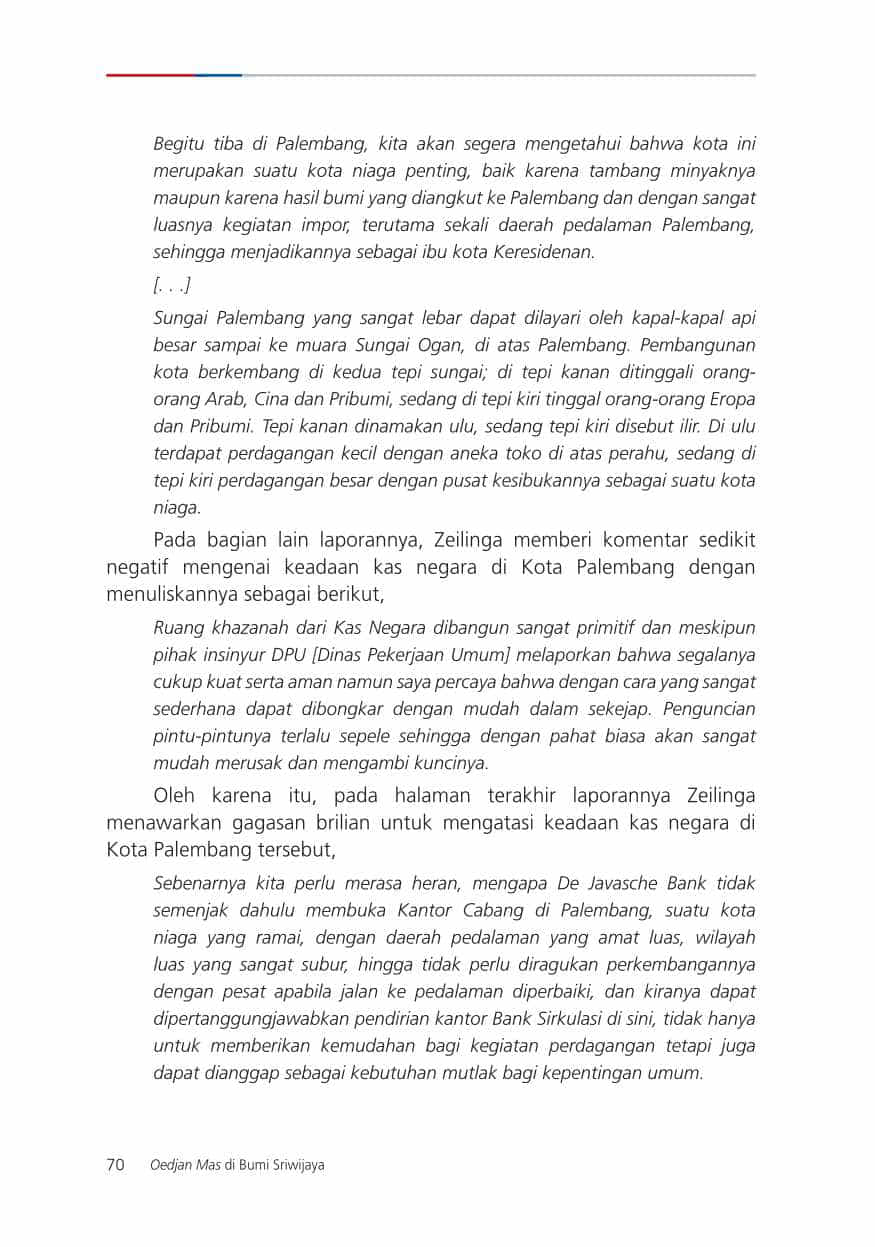 Begitu tiba di Palembang, kita akan segera mengetahui bahwa kota ini
merupakan suatu kota niaga penting, baik karena tambang minyaknya
maupun karena hasil bumi yang diangkut ke Palembang dan dengan sangat
luasnya kegiatan impor, terutama sekali daerah pedalaman Palembang,
sehingga menjadikannya sebagai ibu kota Keresidenan.
[. . .]
Sungai Palembang yang sangat lebar dapat dilayari oleh kapal-kapal api
besar sampai ke muara Sungai Ogan, di atas Palembang. Pembangunan
kota berkembang di kedua tepi sungai; di tepi kanan ditinggali orang-
orang Arab, Cina dan Pribumi, sedang di tepi kiri tinggal orang-orang Eropa
dan Pribumi. Tepi kanan dinamakan ulu, sedang tepi kiri disebut ilir. Di ulu
terdapat perdagangan kecil dengan aneka toko di atas perahu, sedang di
tepi kiri perdagangan besar dengan pusat kesibukannya sebagai suatu kota
niaga.
Pada bagian lain laporannya, Zeilinga memberi komentar sedikit
negatif mengenai keadaan kas negara di Kota Palembang dengan
menuliskannya sebagai berikut,
Ruang khazanah dari Kas Negara dibangun sangat primitif dan meskipun
pihak insinyur DPU [Dinas Pekerjaan Umum] melaporkan bahwa segalanya
cukup kuat serta aman namun saya percaya bahwa dengan cara yang sangat
sederhana dapat dibongkar dengan mudah dalam sekejap. Penguncian
pintu-pintunya terlalu sepele sehingga dengan pahat biasa akan sangat
mudah merusak dan mengambi kuncinya.
Oleh karena itu, pada halaman terakhir laporannya Zeilinga
menawarkan gagasan brilian untuk mengatasi keadaan kas negara di
Kota Palembang tersebut,
Sebenarnya kita perlu merasa heran, mengapa De Javasche Bank tidak
semenjak dahulu membuka Kantor Cabang di Palembang, suatu kota
niaga yang ramai, dengan daerah pedalaman yang amat luas, wilayah
luas yang sangat subur, hingga tidak perlu diragukan perkembangannya
dengan pesat apabila jalan ke pedalaman diperbaiki, dan kiranya dapat
dipertanggungjawabkan pendirian kantor Bank Sirkulasi di sini, tidak hanya
untuk memberikan kemudahan bagi kegiatan perdagangan tetapi juga
dapat dianggap sebagai kebutuhan mutlak bagi kepentingan umum.
70 Oedjan Mas di Bumi Sriwijaya